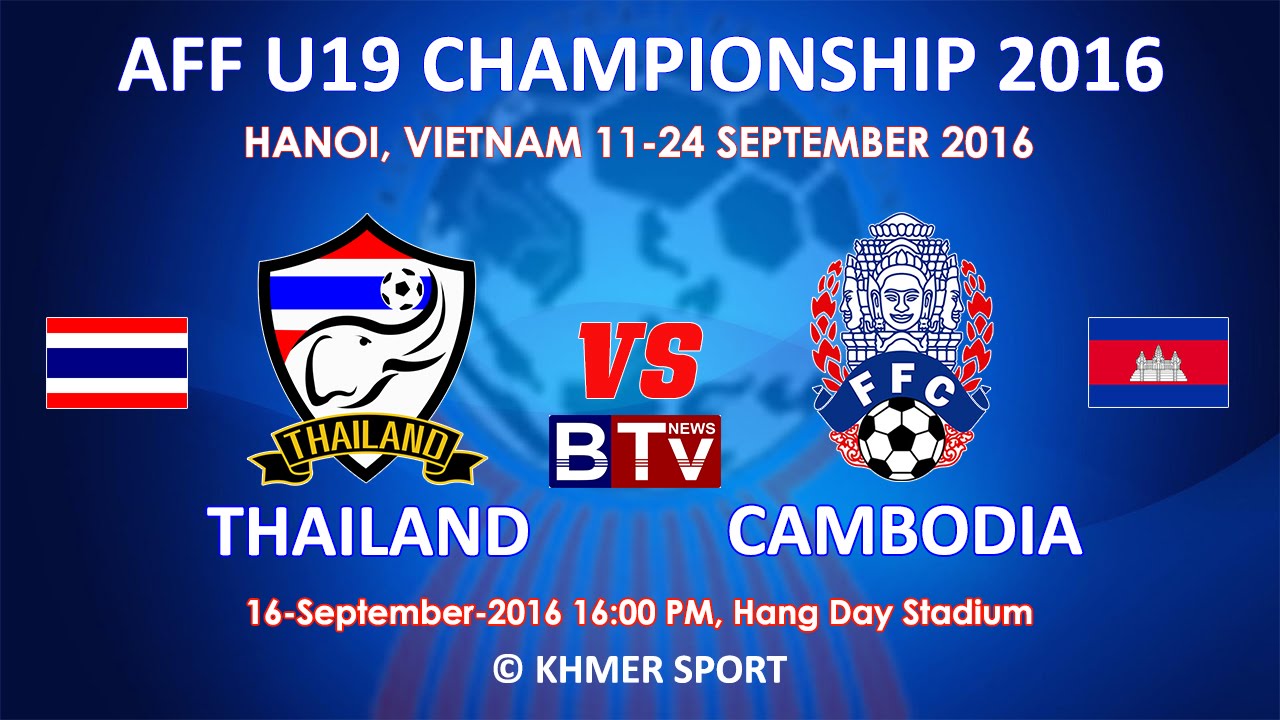 AFF U19 CHAMPIONSHIP 2016
HANOI, VIETNAM 11-24 SEPTEMBER 2016
VS
THAILAND
FFC
BTV NEWS
THAILAND
CAMBODIA
16-September-2016 16:00 PM, Hang Day Stadium
© KHMER SPORT